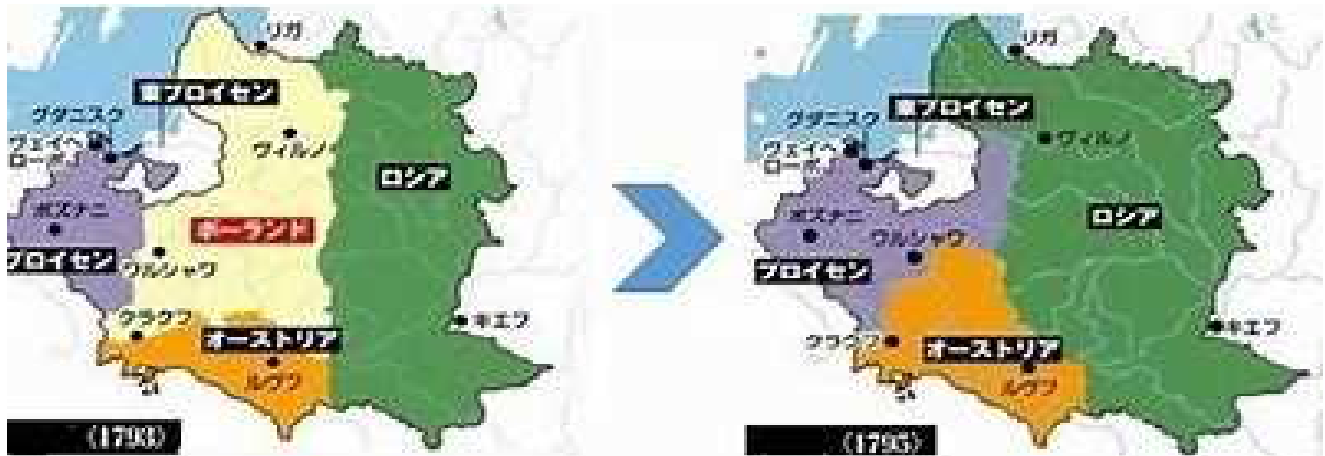 リガ
東プロイセン
グダニスク
ヴェイヘ
ローボ
ヴィルノ
ロシア
ポズナニ
ポーランド
プロイセン
ワルシャワ
クラクフ
オーストリア
キエフ
ルヴフ
(1793)
リガ
東プロイセン
グダニスク
ヴェイヘ
ローボ
ヴィルノ
ポズナニ
ロシア
ワルシャワ
プロイセン
キエフ
クラクフ
オーストリア
ルヴフ
(1795)